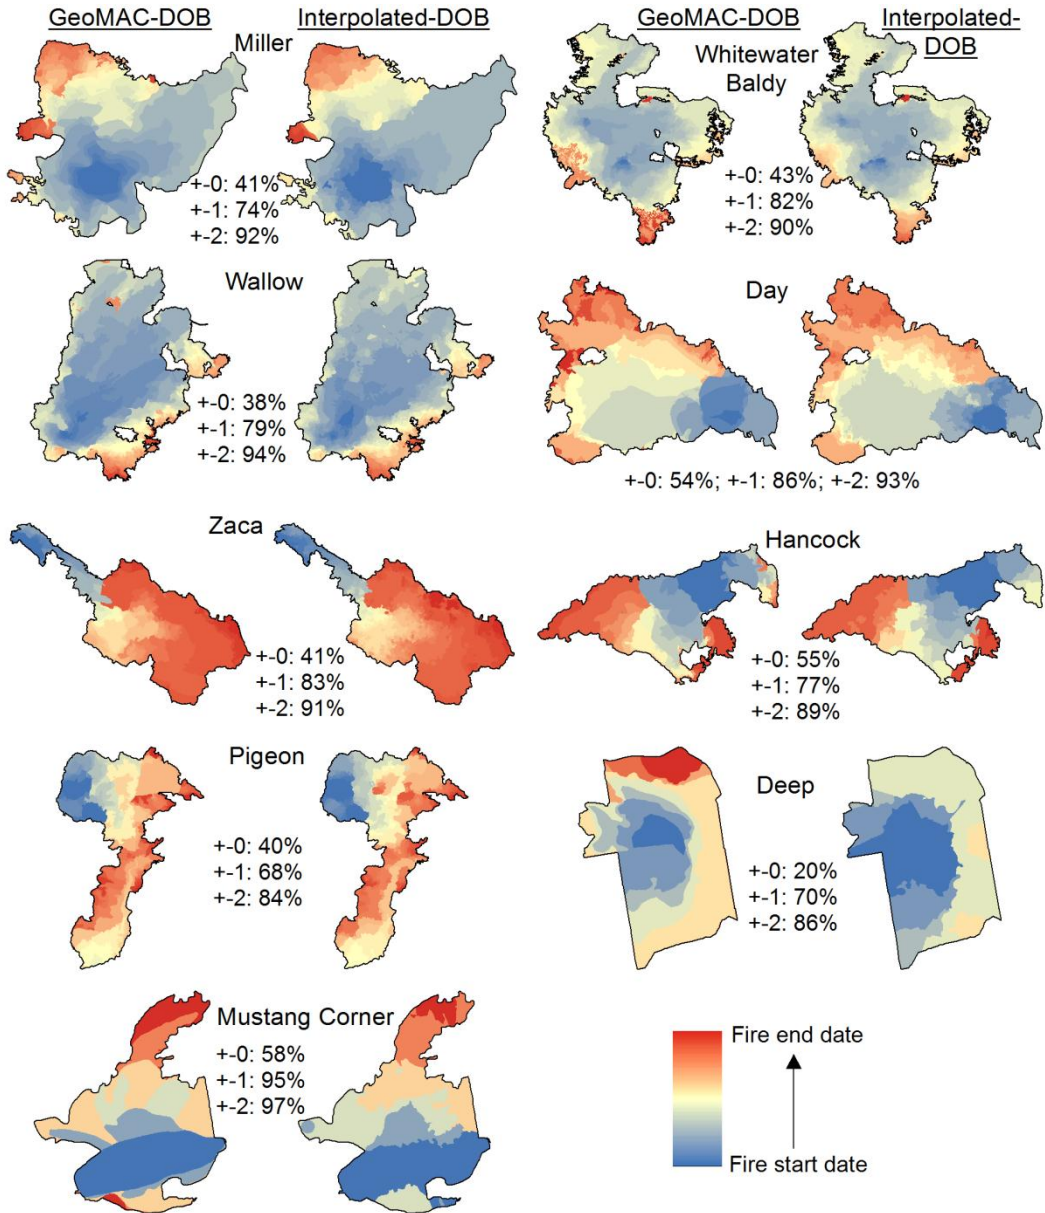 GeoMAC-DOB
Interpolated-DOB
Miller
+-0: 41%
+-1: 74%
+-2: 92%
GeoMAC-DOB
Interpolated-
DOB
Whitewater
Baldy
+-0: 43%
+-1: 82%
+-2: 90%
Wallow
+-0: 38%
+-1: 79%
+-2: 94%
Day
+-0: 54%; +-1: 86%; +-2: 93%
Zaca
+-0: 41%
+-1: 83%
+-2: 91%
Hancock
+-0: 55%
+-1: 77%
+-2: 89%
Pigeon
+-0: 40%
+-1: 68%
+-2: 84%
Deep
+-0: 20%
+-1: 70%
+-2: 86%
Mustang Corner
+-0: 58%
+-1: 95%
+-2: 97%
Fire end date
Fire start date